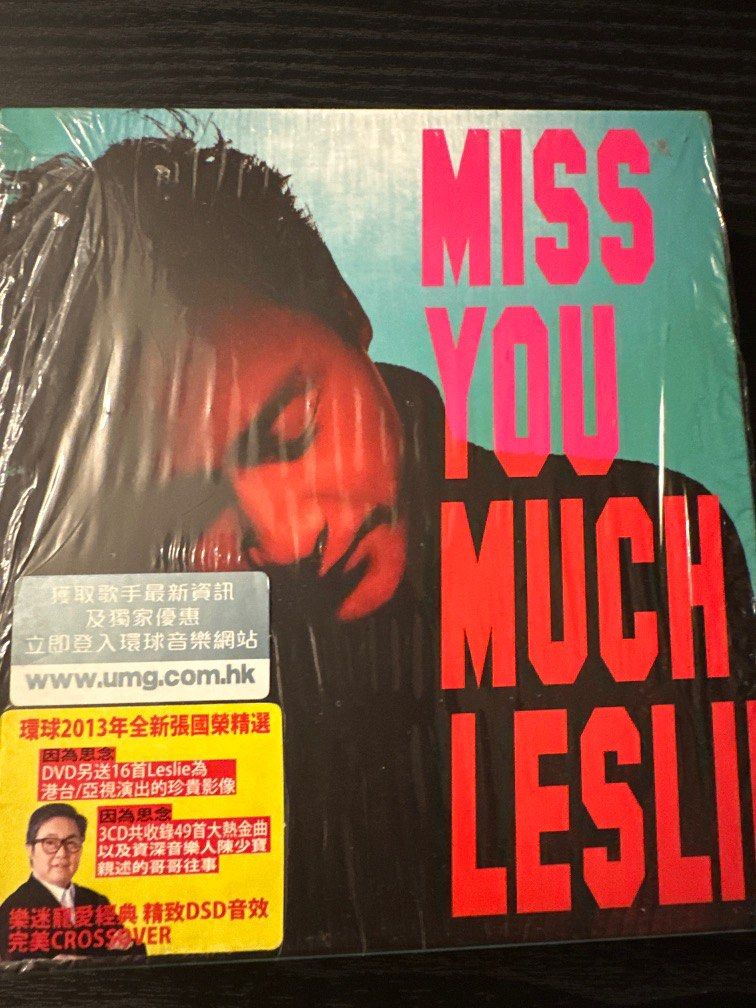 MISS
YOU
MUCH
LESLI
獲取歌手最新資訊
及獨家優惠
立即登入環球音樂網站
www.umg.com.hk
環球2013年全新張國榮精選
因為思念
DVD另送16首Leslie為
港台/亞視演出的珍貴影像
因為思念
3CD共收錄49首大熱金曲
以及資深音樂人陳少寶
親述的哥哥往事
樂迷寵愛經典 精致DSD音效
完美CROSSOVER